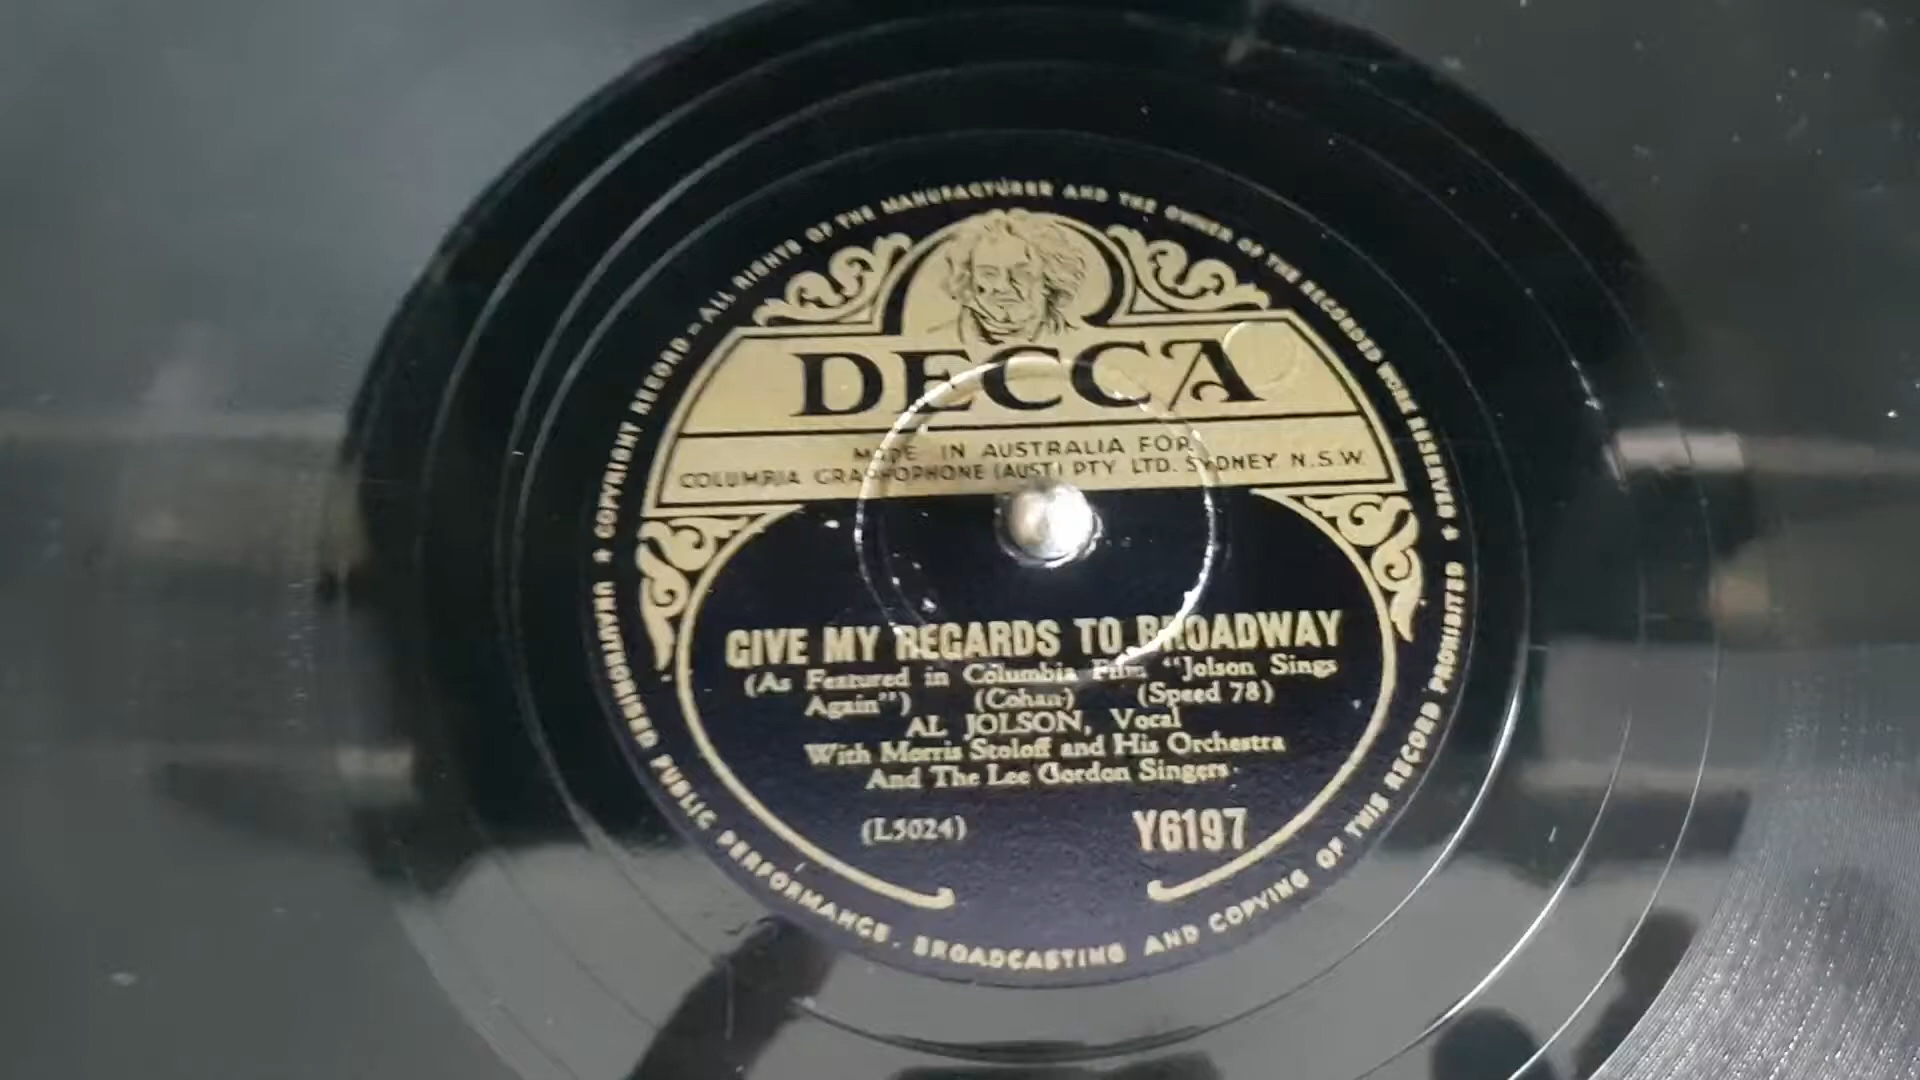 ★ COPYRIGHT RECORD - ALL RIGHTS OF THE MANUFACTURER AND THE OWNER OF THE RECORDED WORK RESERVED ★
DECCA
MADE IN AUSTRALIA FOR
COLUMBIA GRAPHOPHONE (AUST) PTY LTD. SYDNEY N.S.W.
GIVE MY REGARDS TO BROADWAY
(As Featured in Columbia Film "Jolson Sings
Again") (Cohan) (Speed 78)
AL JOLSON, Vocal
With Morris Stoloff and His Orchestra
And The Lee Gordon Singers
(L5024) Y6197
UNAUTHORISED PUBLIC PERFORMANCE, BROADCASTING AND COPYING OF THIS RECORD PROHIBITED